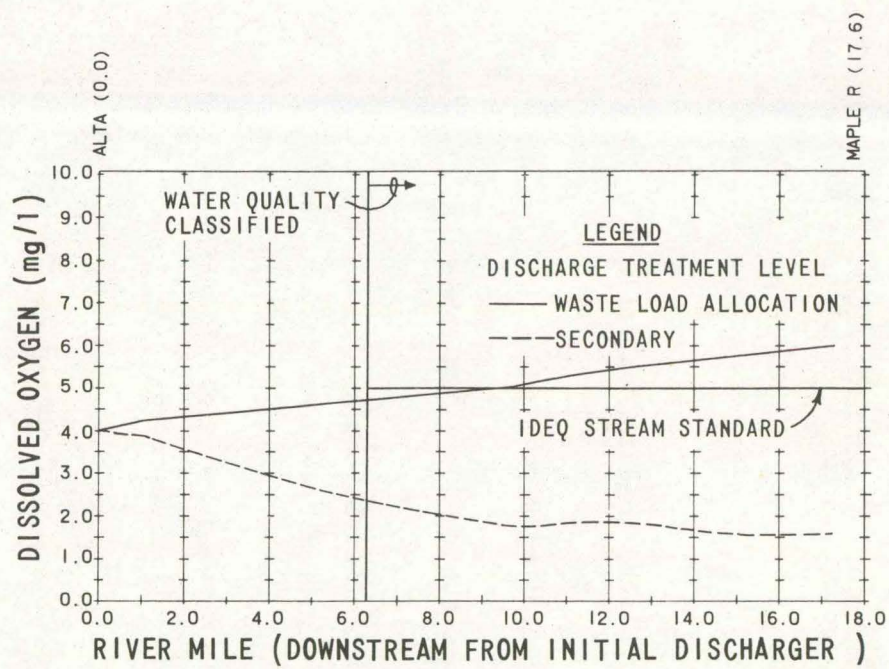 ALTA (0.0)
MAPLE R (17.6)
10.0
9.0
8.0
7.0
6.0
5.0
4.0
3.0
2.0
1.0
0.0
DISSOLVED OXYGEN (mg/l)
WATER QUALITY
CLASSIFIED
LEGEND
DISCHARGE TREATMENT LEVEL
WASTE LOAD ALLOCATION
SECONDARY
IDEQ STREAM STANDARD
0.0 2.0 4.0 6.0 8.0 10.0 12.0 14.0 16.0 18.0
RIVER MILE (DOWNSTREAM FROM INITIAL DISCHARGER )